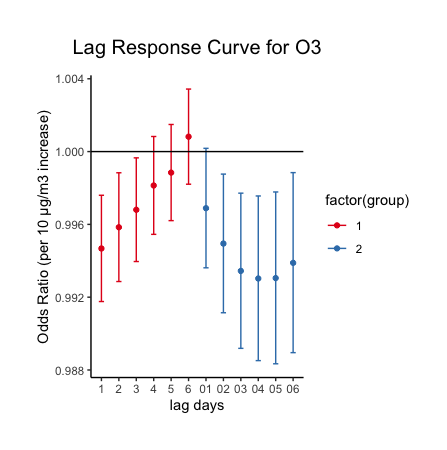 Lag Response Curve for O3
Odds Ratio (per 10 μg/m3 increase)
1.004
1.000
0.996
0.992
0.988
1 2 3 4 5 6 01 02 03 04 05 06
lag days
factor(group)
1
2